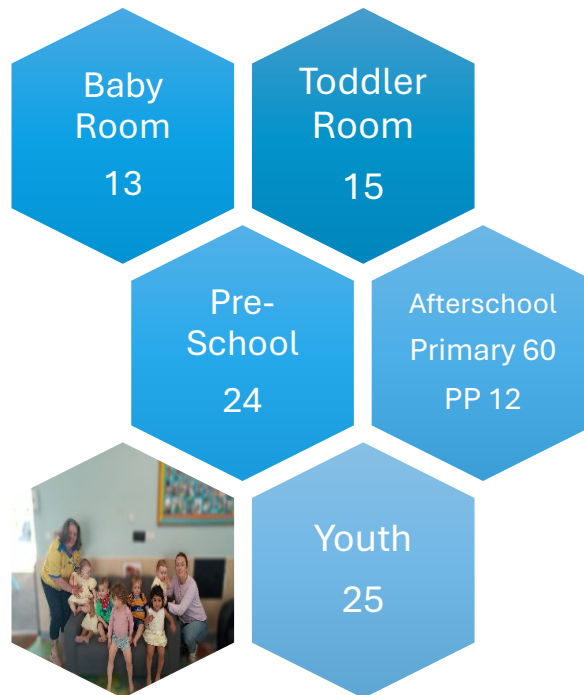 Baby
Room
13
Toddler
Room
15
Pre-
School
24
Afterschool
Primary 60
PP 12
Youth
25